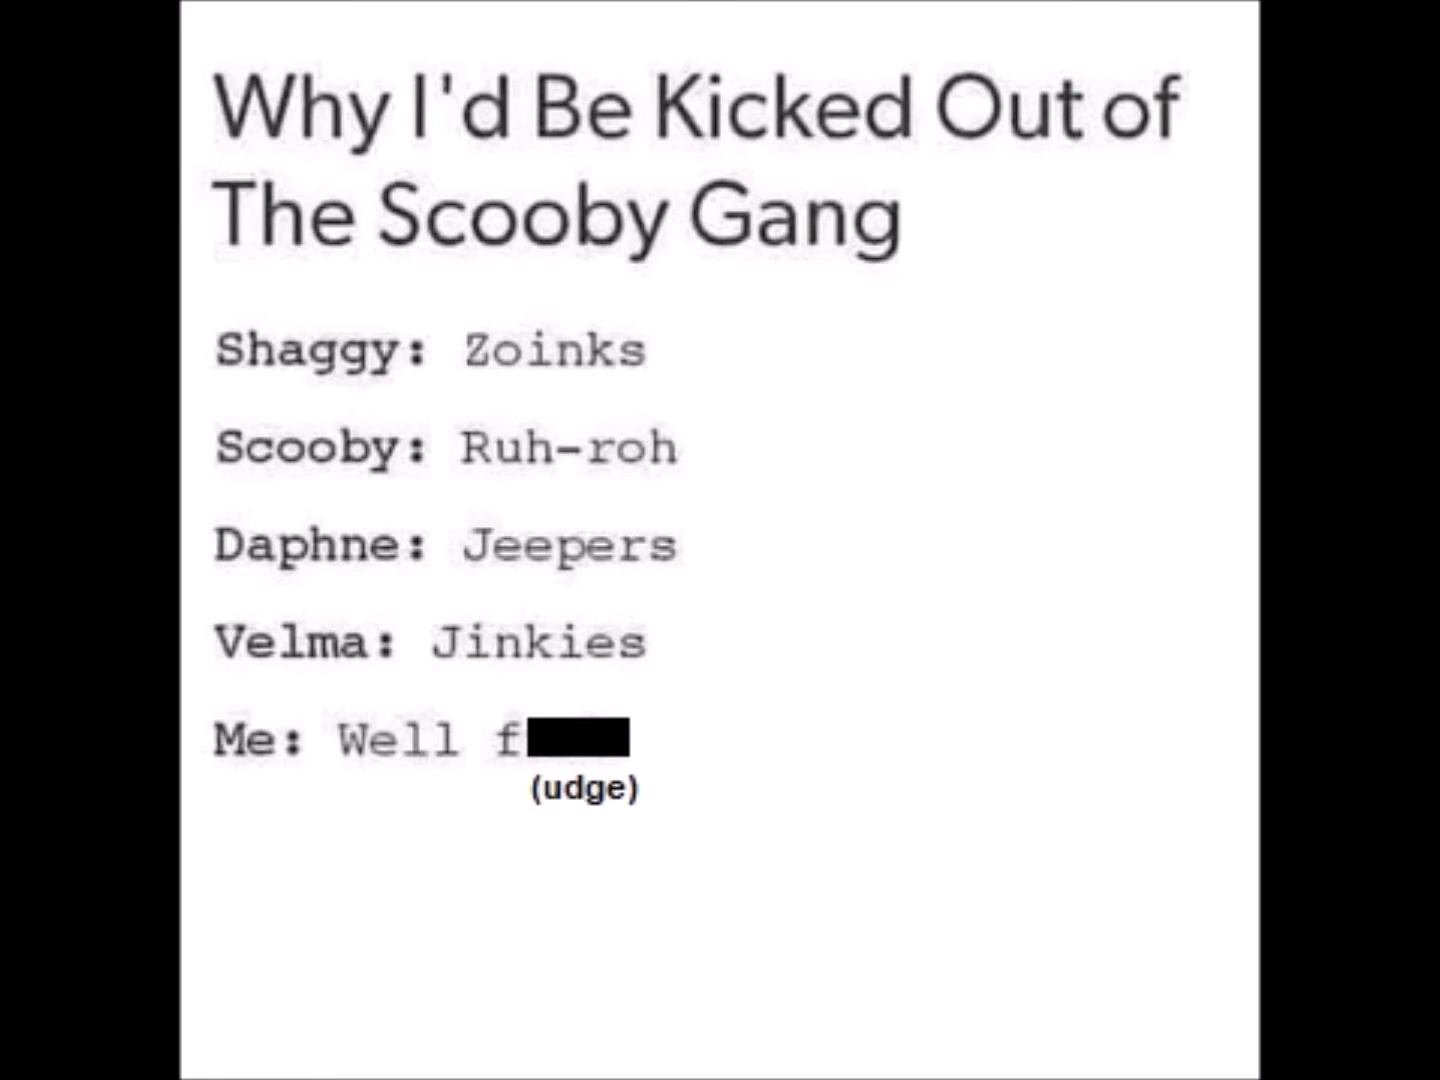 Why I'd Be Kicked Out of
The Scooby Gang
Shaggy: Zoinks
Scooby: Ruh-roh
Daphne: Jeepers
Velma: Jinkies
Me: Well f
(udge)